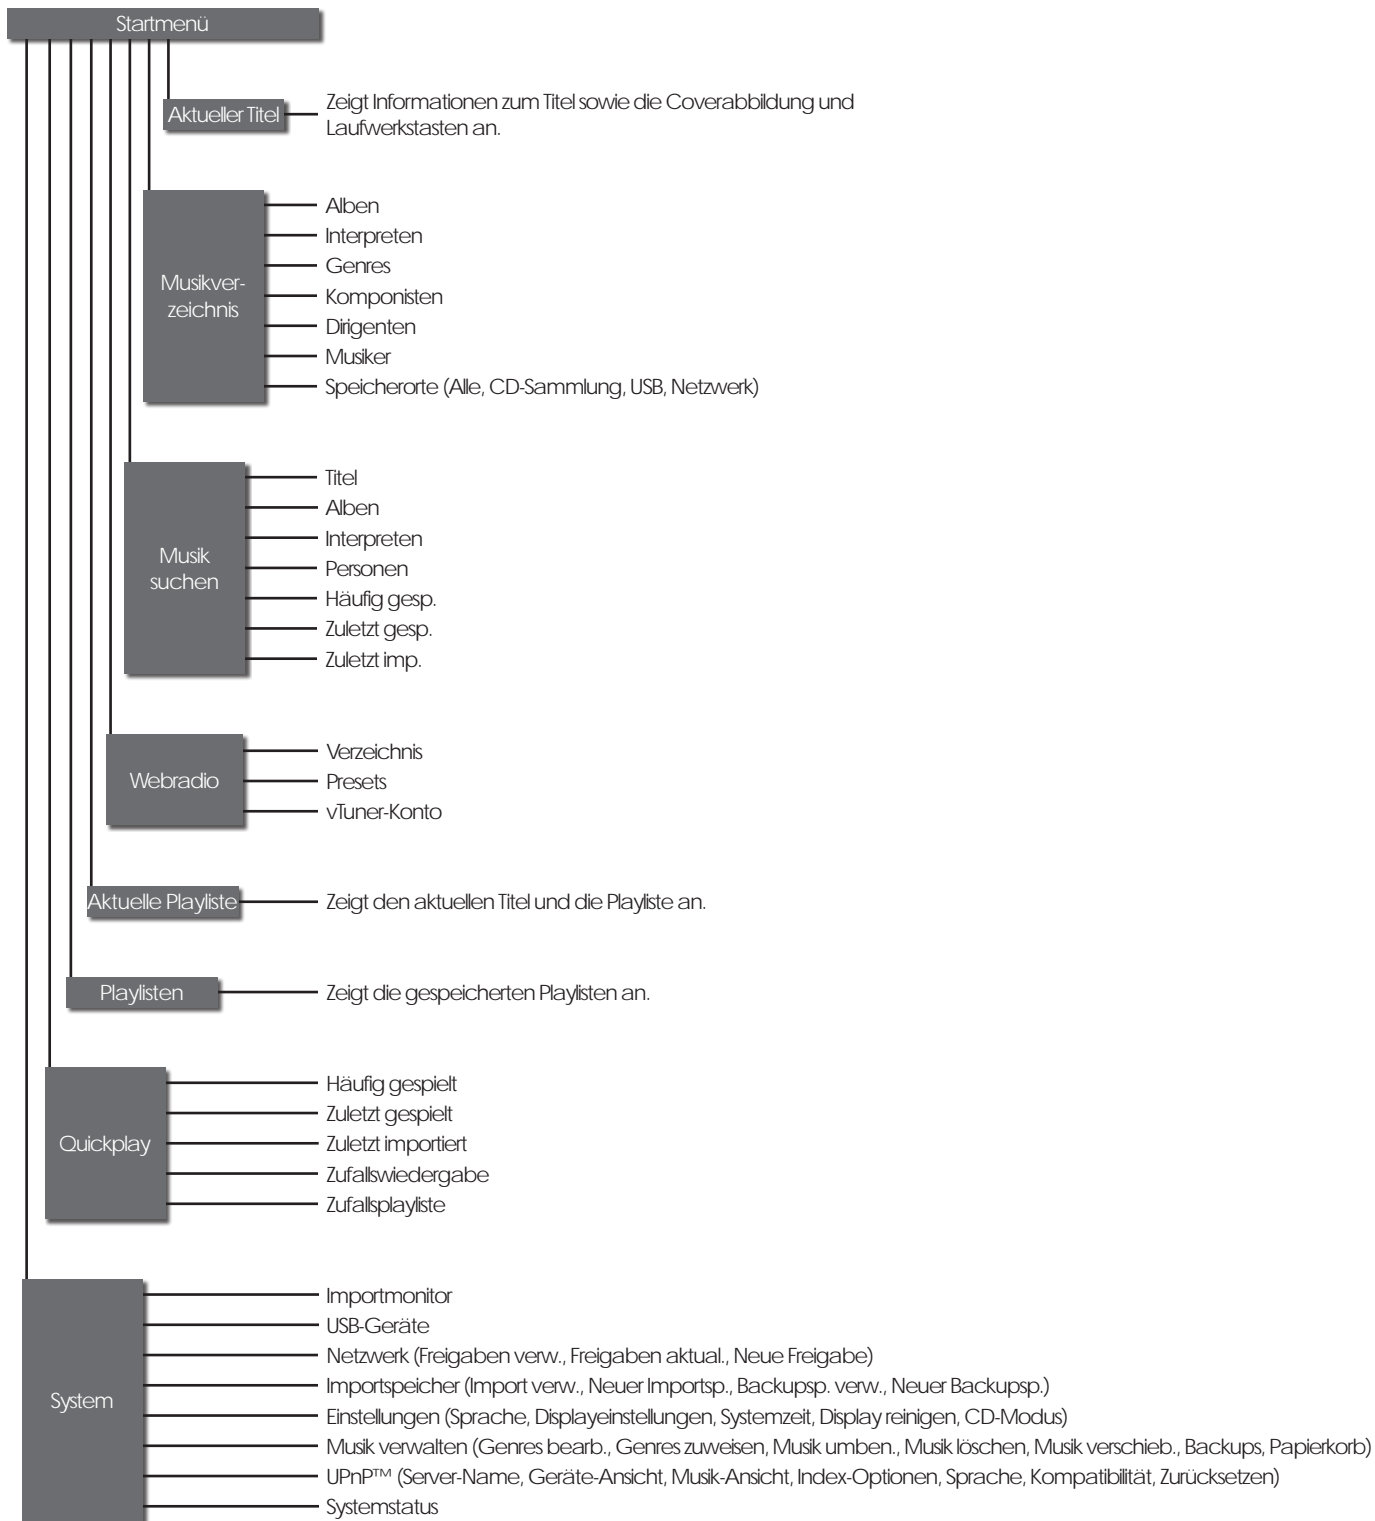 Startmenü
Aktueller Titel
Zeigt Informationen zum Titel sowie die Coverabbildung und
Laufwerkstasten an.
Musikver-
zeichnis
Alben
Interpreten
Genres
Komponisten
Dirigenten
Musiker
Speicherorte (Alle, CD-Sammlung, USB, Netzwerk)
Musik
suchen
Titel
Alben
Interpreten
Personen
Häufig gesp.
Zuletzt gesp.
Zuletzt imp.
Webradio
Verzeichnis
Presets
vTuner-Konto
Aktuelle Playliste
Zeigt den aktuellen Titel und die Playliste an.
Playlisten
Zeigt die gespeicherten Playlisten an.
Quickplay
Häufig gespielt
Zuletzt gespielt
Zuletzt importiert
Zufallswiedergabe
Zufallsplayliste
System
Importmonitor
USB-Geräte
Netzwerk (Freigaben verw., Freigaben aktual., Neue Freigabe)
Importspeicher (Import verw., Neuer Importsp., Backupsp. verw., Neuer Backupsp.)
Einstellungen (Sprache, Displayeinstellungen, Systemzeit, Display reinigen, CD-Modus)
Musik verwalten (Genres bearb., Genres zuweisen, Musik umben., Musik löschen, Musik verschieb., Backups, Papierkorb)
UPnP™ (Server-Name, Geräte-Ansicht, Musik-Ansicht, Index-Optionen, Sprache, Kompatibilität, Zurücksetzen)
Systemstatus